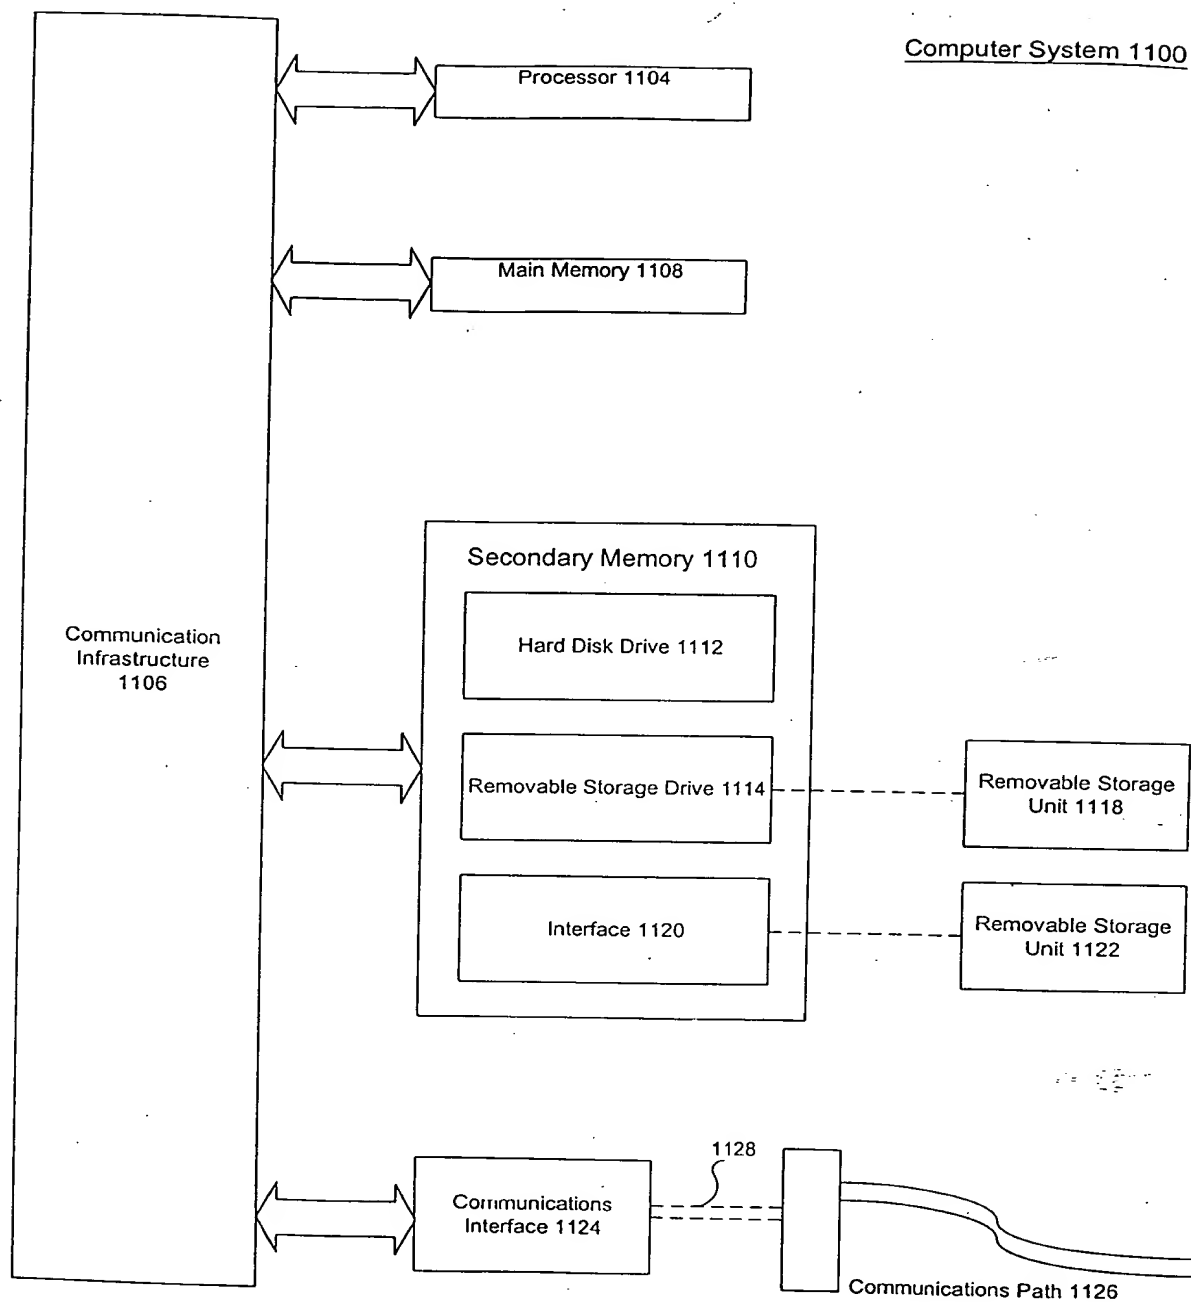 Computer System 1100
Processor 1104
Main Memory 1108
Secondary Memory 1110
Hard Disk Drive 1112
Communication
Infrastructure
1106
Removable Storage Drive 1114
Removable Storage
Unit 1118
Interface 1120
Removable Storage
Unit 1122
1128
Communications
Interface 1124
Communications Path 1126